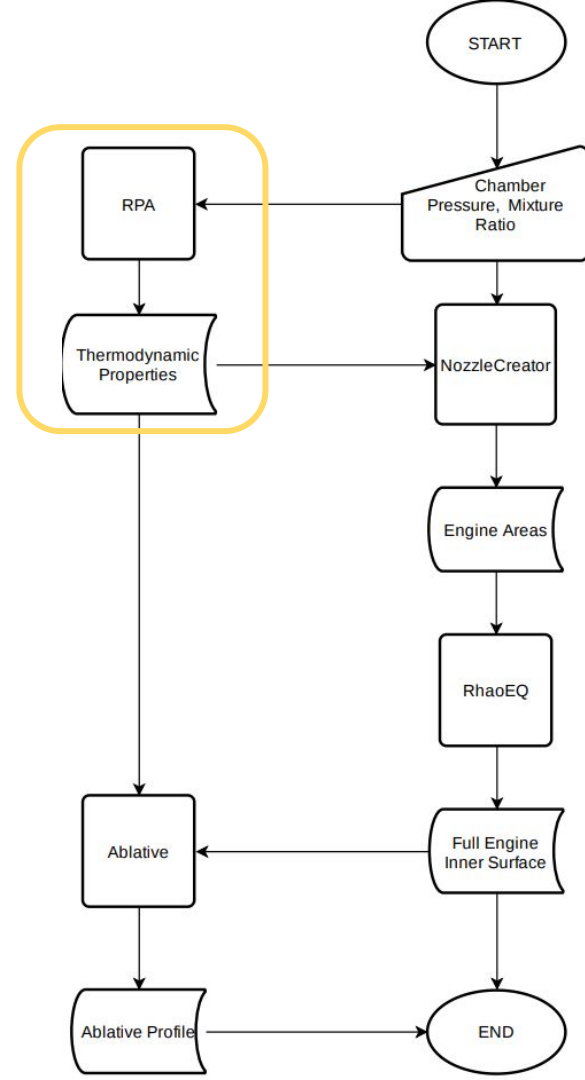 START
Chamber
Pressure, Mixture
Ratio
RPA
Thermodynamic
Properties
NozzleCreator
Engine Areas
RhaoEQ
Full Engine
Inner Surface
Ablative
Ablative Profile
END